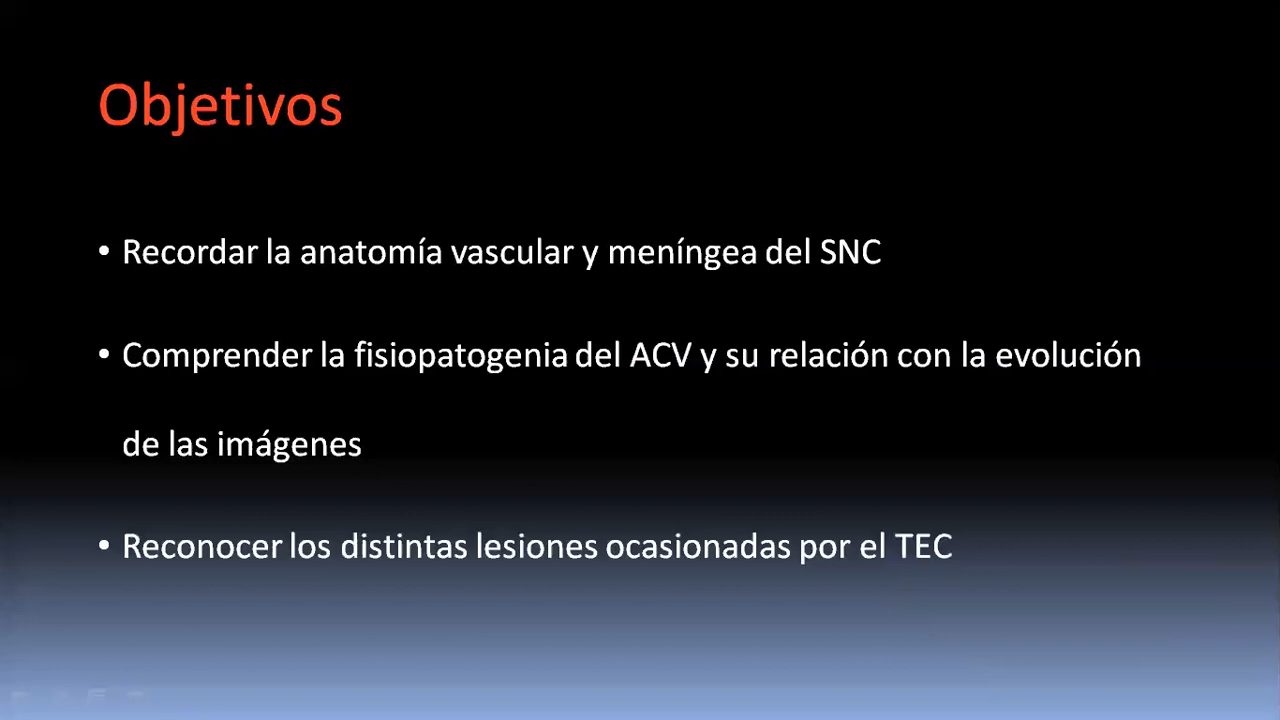 Objetivos
• Recordar la anatomía vascular y meníngea del SNC
• Comprender la fisiopatogenia del ACV y su relación con la evolución
de las imágenes
• Reconocer los distintas lesiones ocasionadas por el TEC